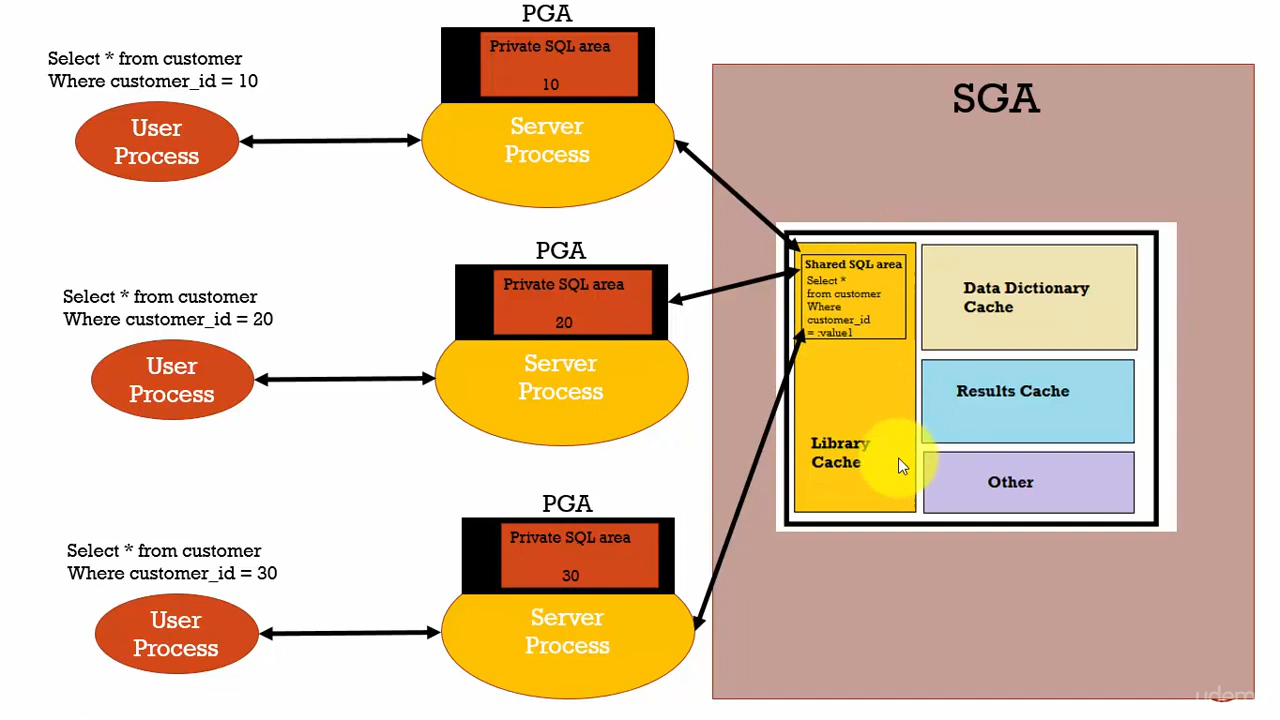 PGA
Select * from customer
Where customer_id = 10
Private SQL area
10
User
Process
Server
Process
SGA
PGA
Select * from customer
Where customer_id = 20
Private SQL area
20
User
Process
Server
Process
Shared SQL area
Select *
from customer
Where
customer_id
= :value1
Data Dictionary
Cache
Results Cache
Library
Cache
Other
PGA
Select * from customer
Where customer_id = 30
Private SQL area
30
User
Process
Server
Process
udemy